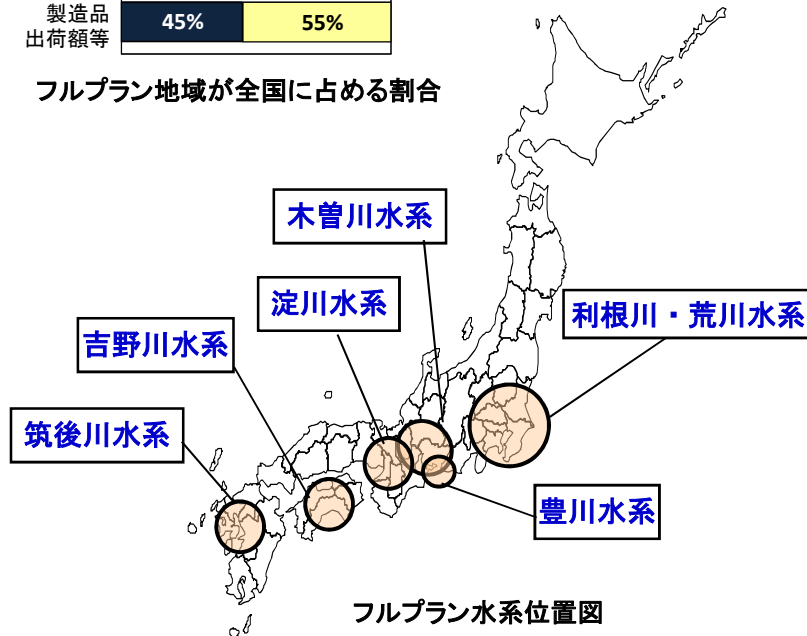 製造品
出荷額等
45%
55%
フルプラン地域が全国に占める割合
木曽川水系
淀川水系
利根川・荒川水系
吉野川水系
筑後川水系
豊川水系
フルプラン水系位置図